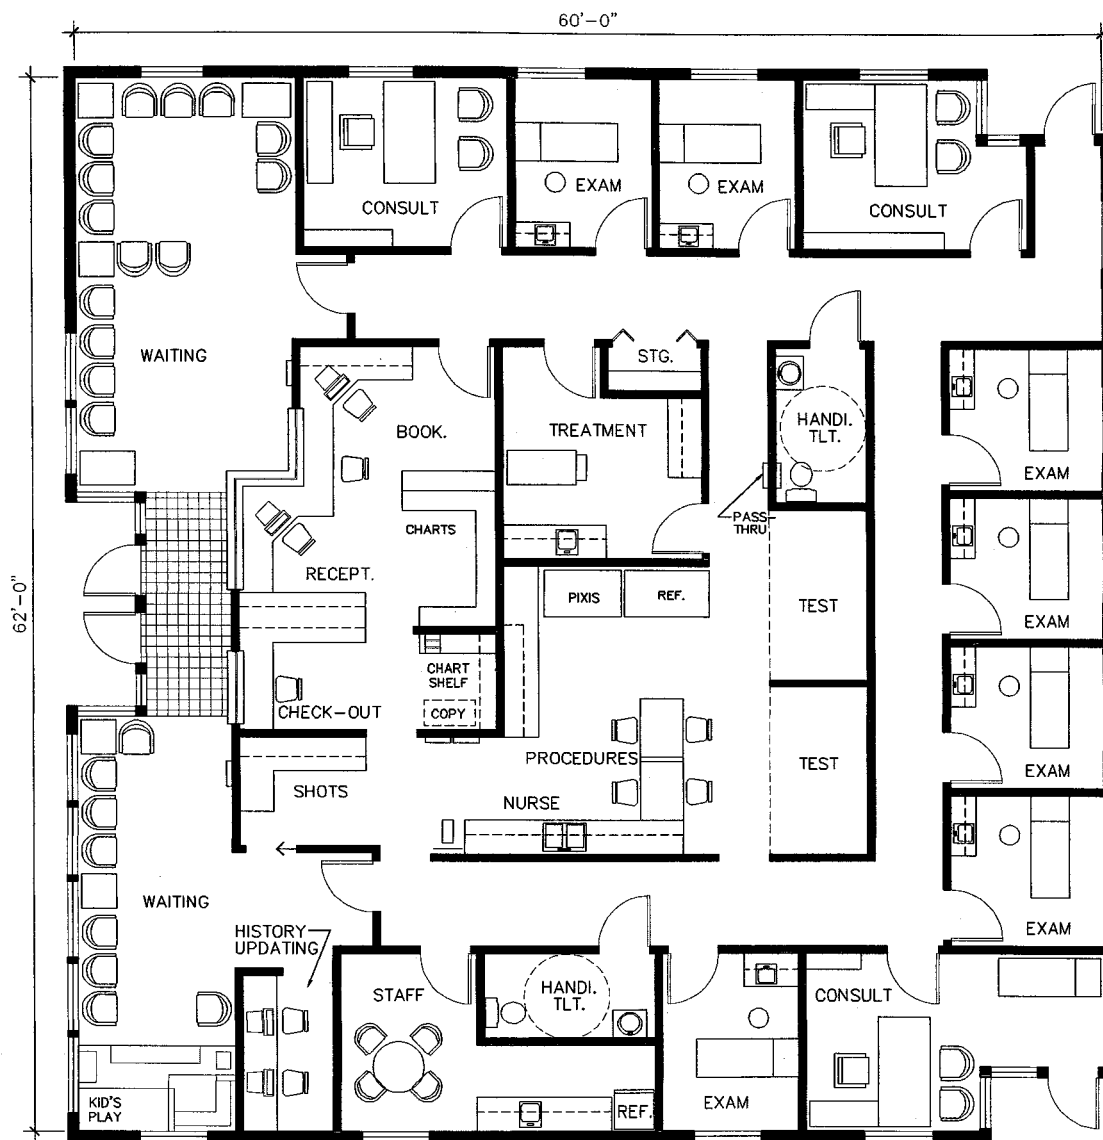 60'-0"
62'-0"
CONSULT
EXAM
EXAM
CONSULT
WAITING
STG.
BOOK.
TREATMENT
HANDI.
TLT.
EXAM
CHARTS
PASS
THRU
RECEPT.
PIXIS
REF.
TEST
EXAM
CHART
SHELF
COPY
CHECK-OUT
PROCEDURES
TEST
EXAM
SHOTS
NURSE
WAITING
EXAM
HISTORY
UPDATING
STAFF
HANDI.
TLT.
CONSULT
KID'S
PLAY
REF.
EXAM